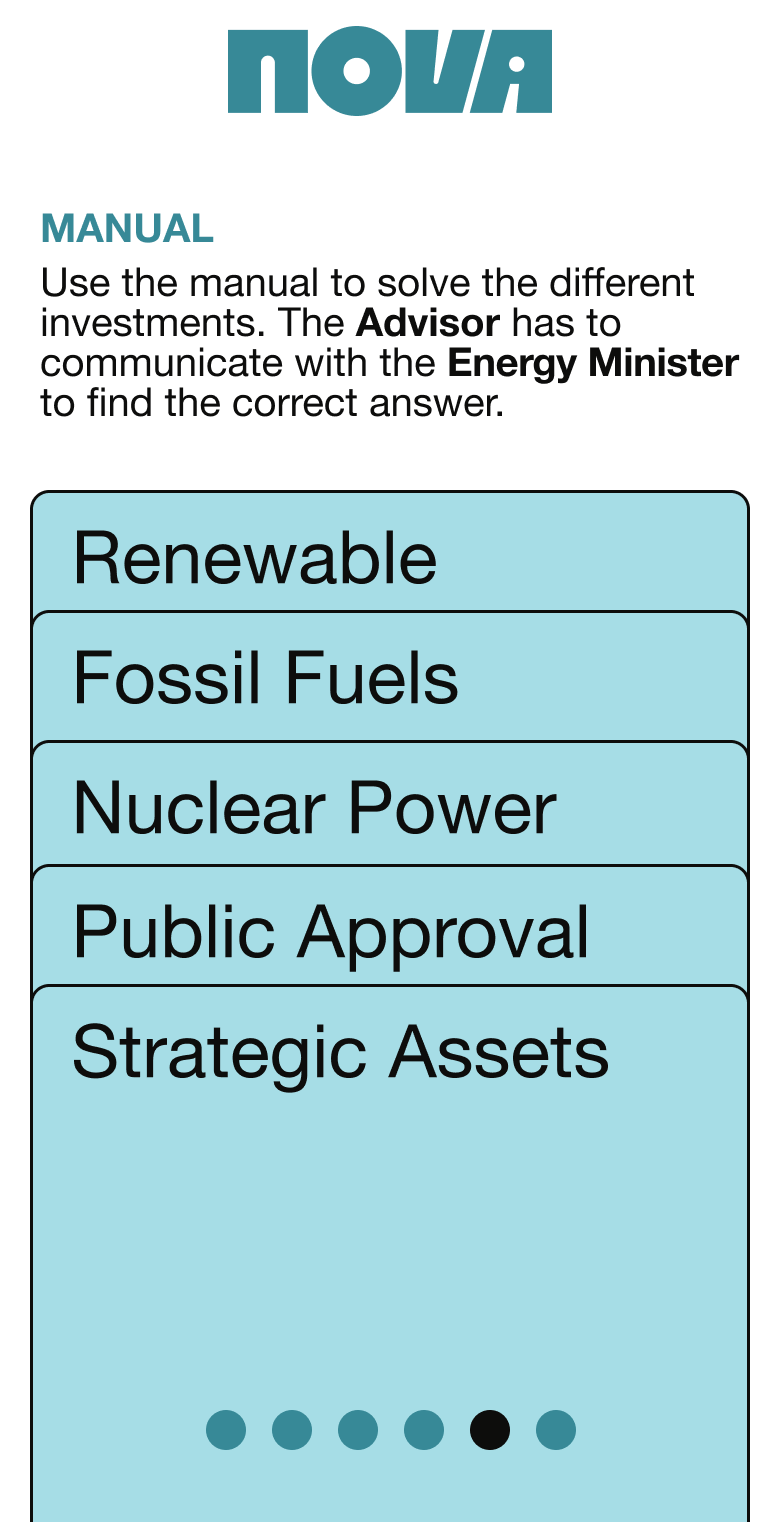 NOVA
MANUAL
Use the manual to solve the different
investments. The Advisor has to
communicate with the Energy Minister
to find the correct answer.
Renewable
Fossil Fuels
Nuclear Power
Public Approval
Strategic Assets